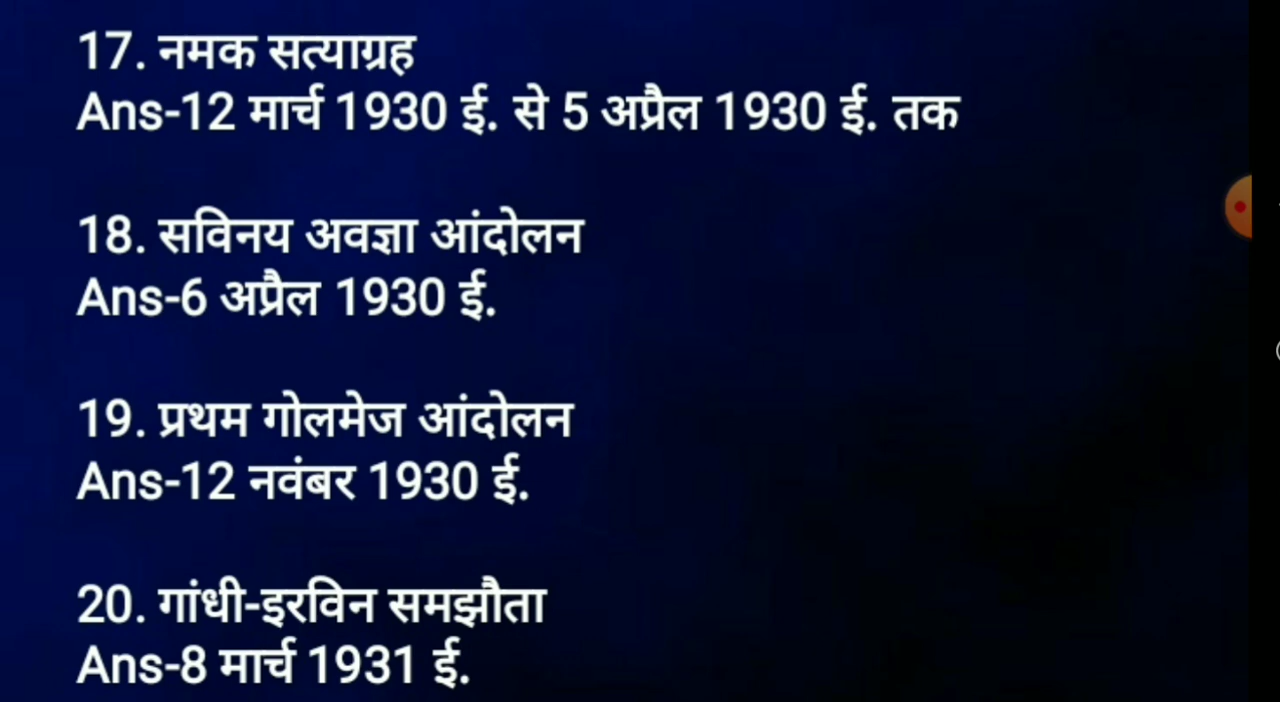 17. नमक सत्याग्रह
Ans-12 मार्च 1930 ई. से 5 अप्रैल 1930 ई. तक
18. सविनय अवज्ञा आंदोलन
Ans-6 अप्रैल 1930 ई.
19. प्रथम गोलमेज आंदोलन
Ans-12 नवंबर 1930 ई.
20. गांधी-इरविन समझौता
Ans-8 मार्च 1931 ई.